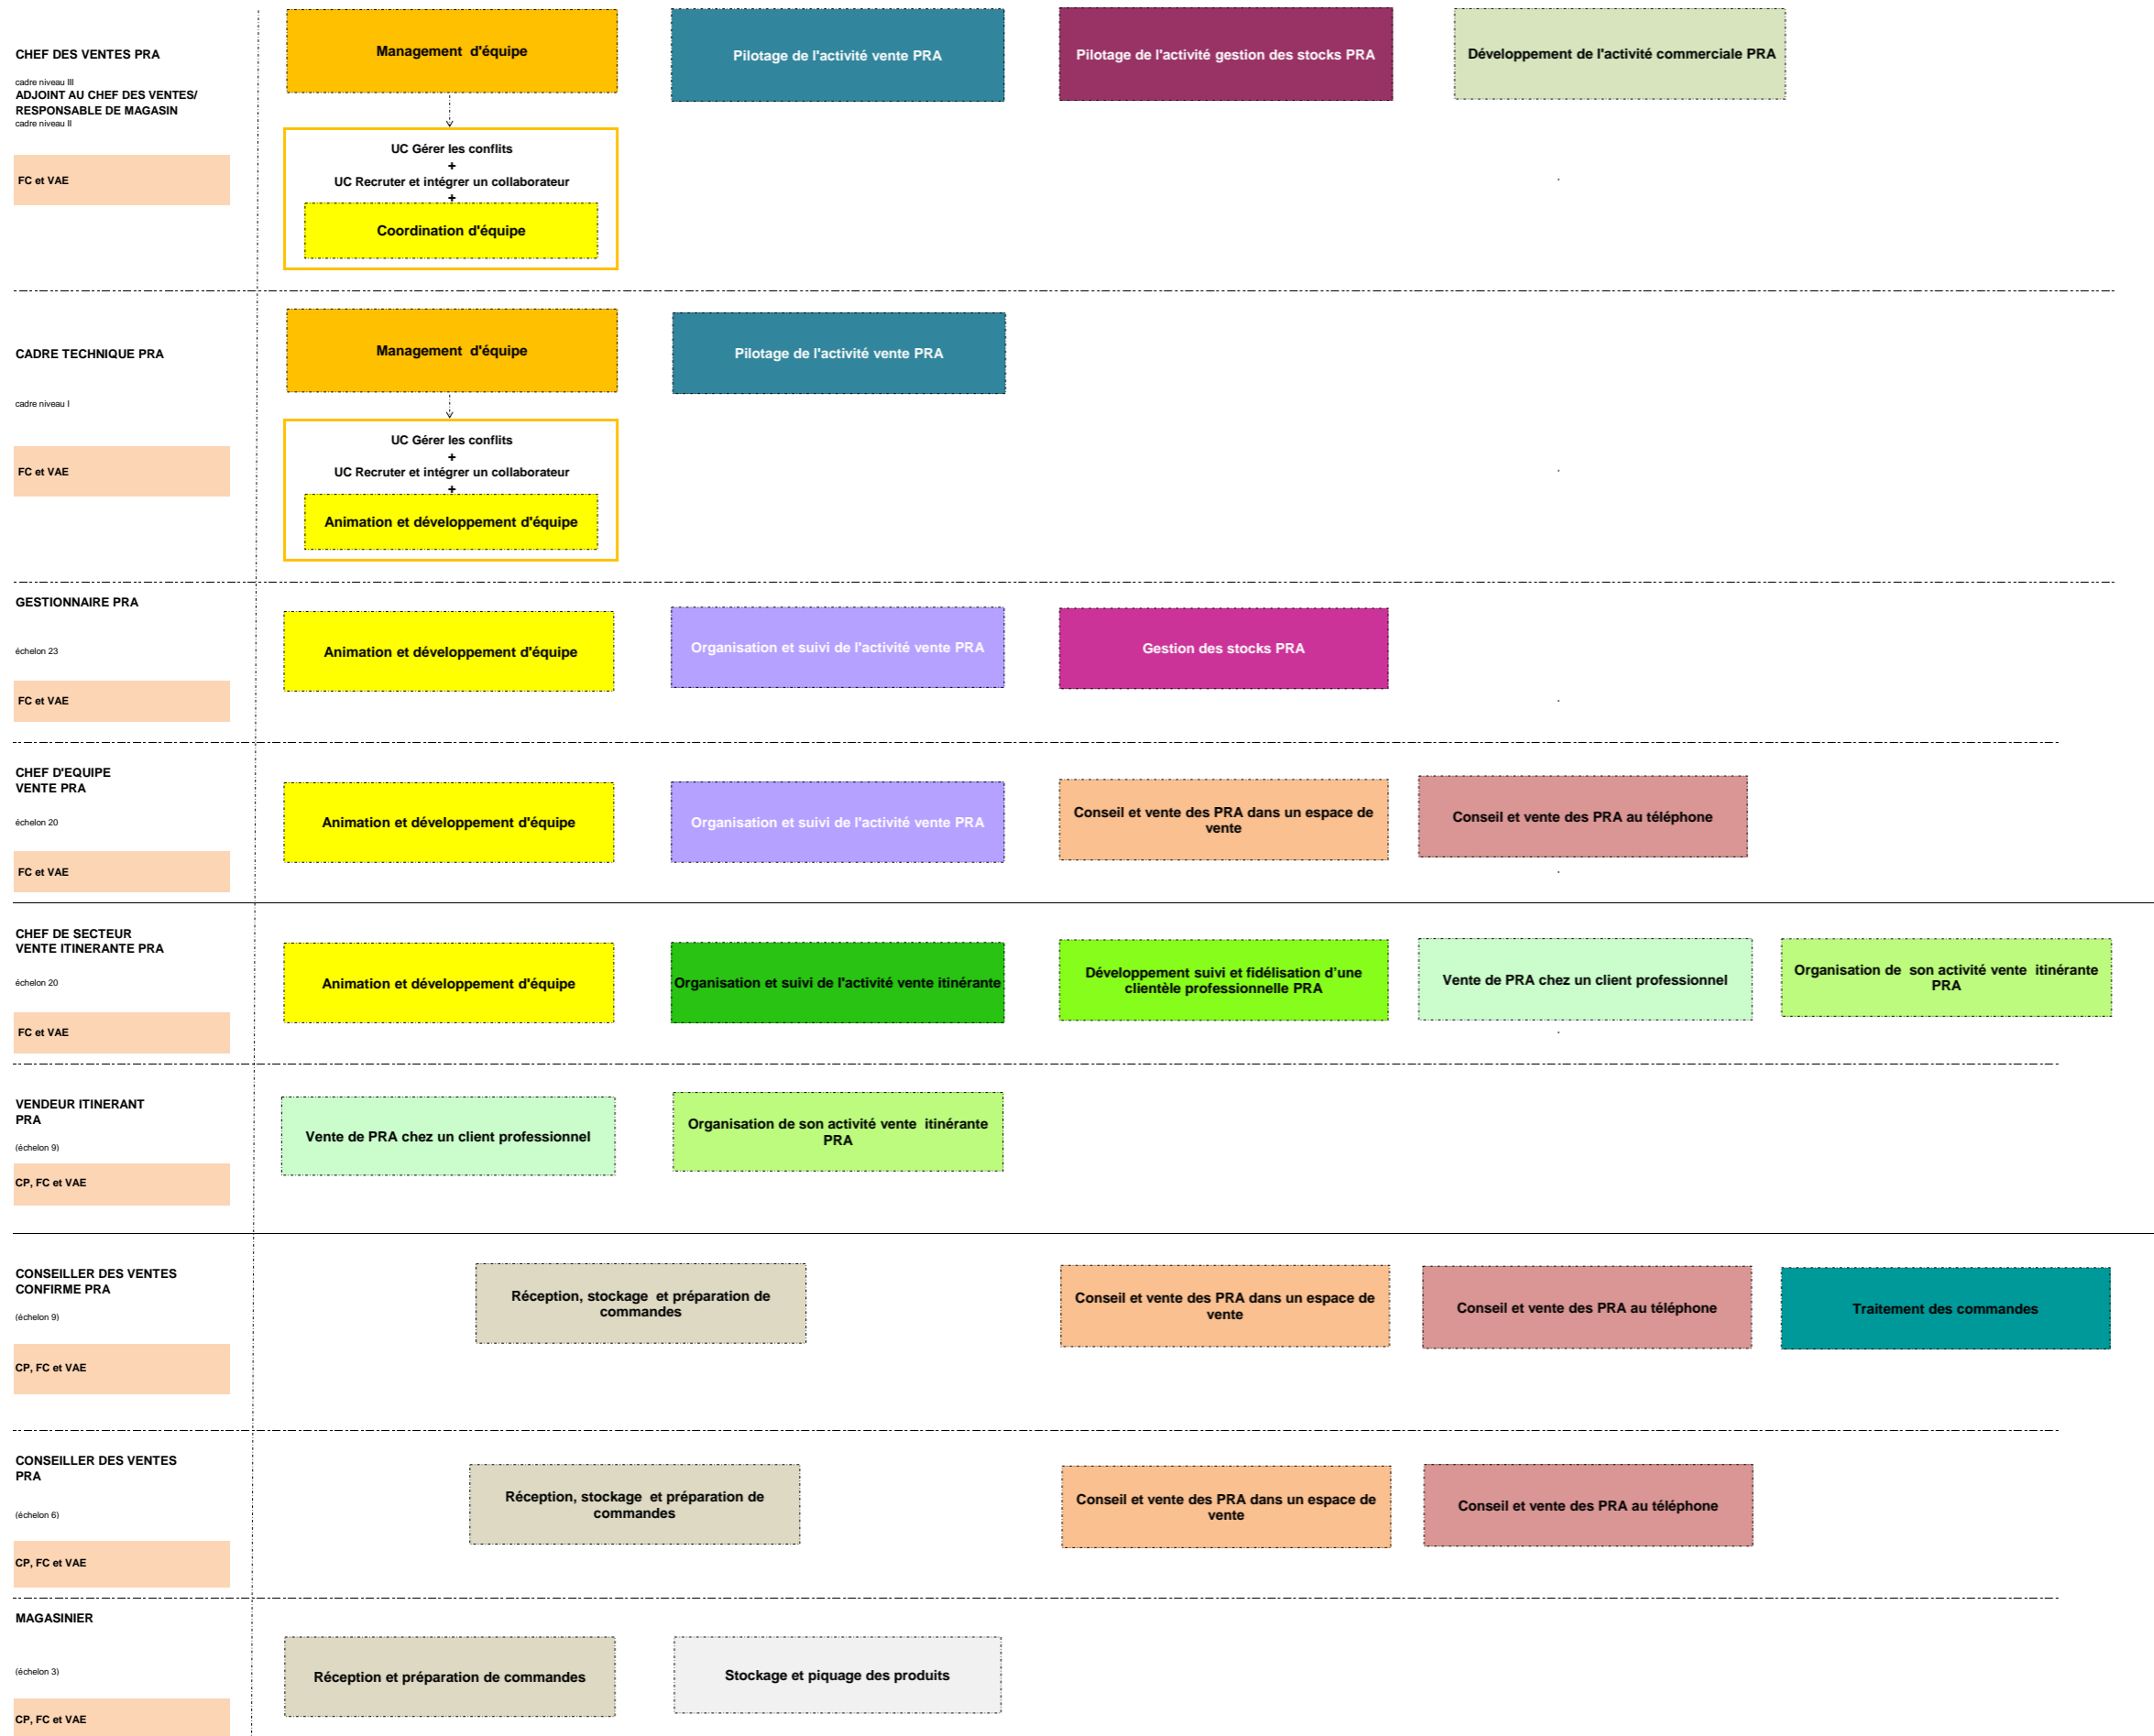 CHEF DES VENTES PRA
cadre niveau III
ADJOINT AU CHEF DES VENTES/
RESPONSABLE DE MAGASIN
cadre niveau II
FC et VAE
Management d'équipe
Pilotage de l'activité vente PRA
Pilotage de l'activité gestion des stocks PRA
Développement de l'activité commerciale PRA
UC Gérer les conflits
+
UC Recruter et intégrer un collaborateur
+
Coordination d'équipe
CADRE TECHNIQUE PRA
cadre niveau I
FC et VAE
Management d'équipe
Pilotage de l'activité vente PRA
UC Gérer les conflits
+
UC Recruter et intégrer un collaborateur
+
Animation et développement d'équipe
GESTIONNAIRE PRA
échelon 23
FC et VAE
Animation et développement d'équipe
Organisation et suivi de l'activité vente PRA
Gestion des stocks PRA
CHEF D'EQUIPE
VENTE PRA
échelon 20
FC et VAE
Animation et développement d'équipe
Organisation et suivi de l'activité vente PRA
Conseil et vente des PRA dans un espace de
vente
Conseil et vente des PRA au téléphone
CHEF DE SECTEUR
VENTE ITINERANTE PRA
échelon 20
FC et VAE
Animation et développement d'équipe
Organisation et suivi de l'activité vente itinérante
Développement suivi et fidélisation d'une
clientèle professionnelle PRA
Vente de PRA chez un client professionnel
Organisation de son activité vente itinérante
PRA
VENDEUR ITINERANT
PRA
(échelon 9)
CP, FC et VAE
Vente de PRA chez un client professionnel
Organisation de son activité vente itinérante
PRA
CONSEILLER DES VENTES
CONFIRME PRA
(échelon 9)
CP, FC et VAE
Réception, stockage et préparation de
commandes
Conseil et vente des PRA dans un espace de
vente
Conseil et vente des PRA au téléphone
Traitement des commandes
CONSEILLER DES VENTES
PRA
(échelon 6)
CP, FC et VAE
Réception, stockage et préparation de
commandes
Conseil et vente des PRA dans un espace de
vente
Conseil et vente des PRA au téléphone
MAGASINIER
(échelon 3)
CP, FC et VAE
Réception et préparation de commandes
Stockage et piquage des produits